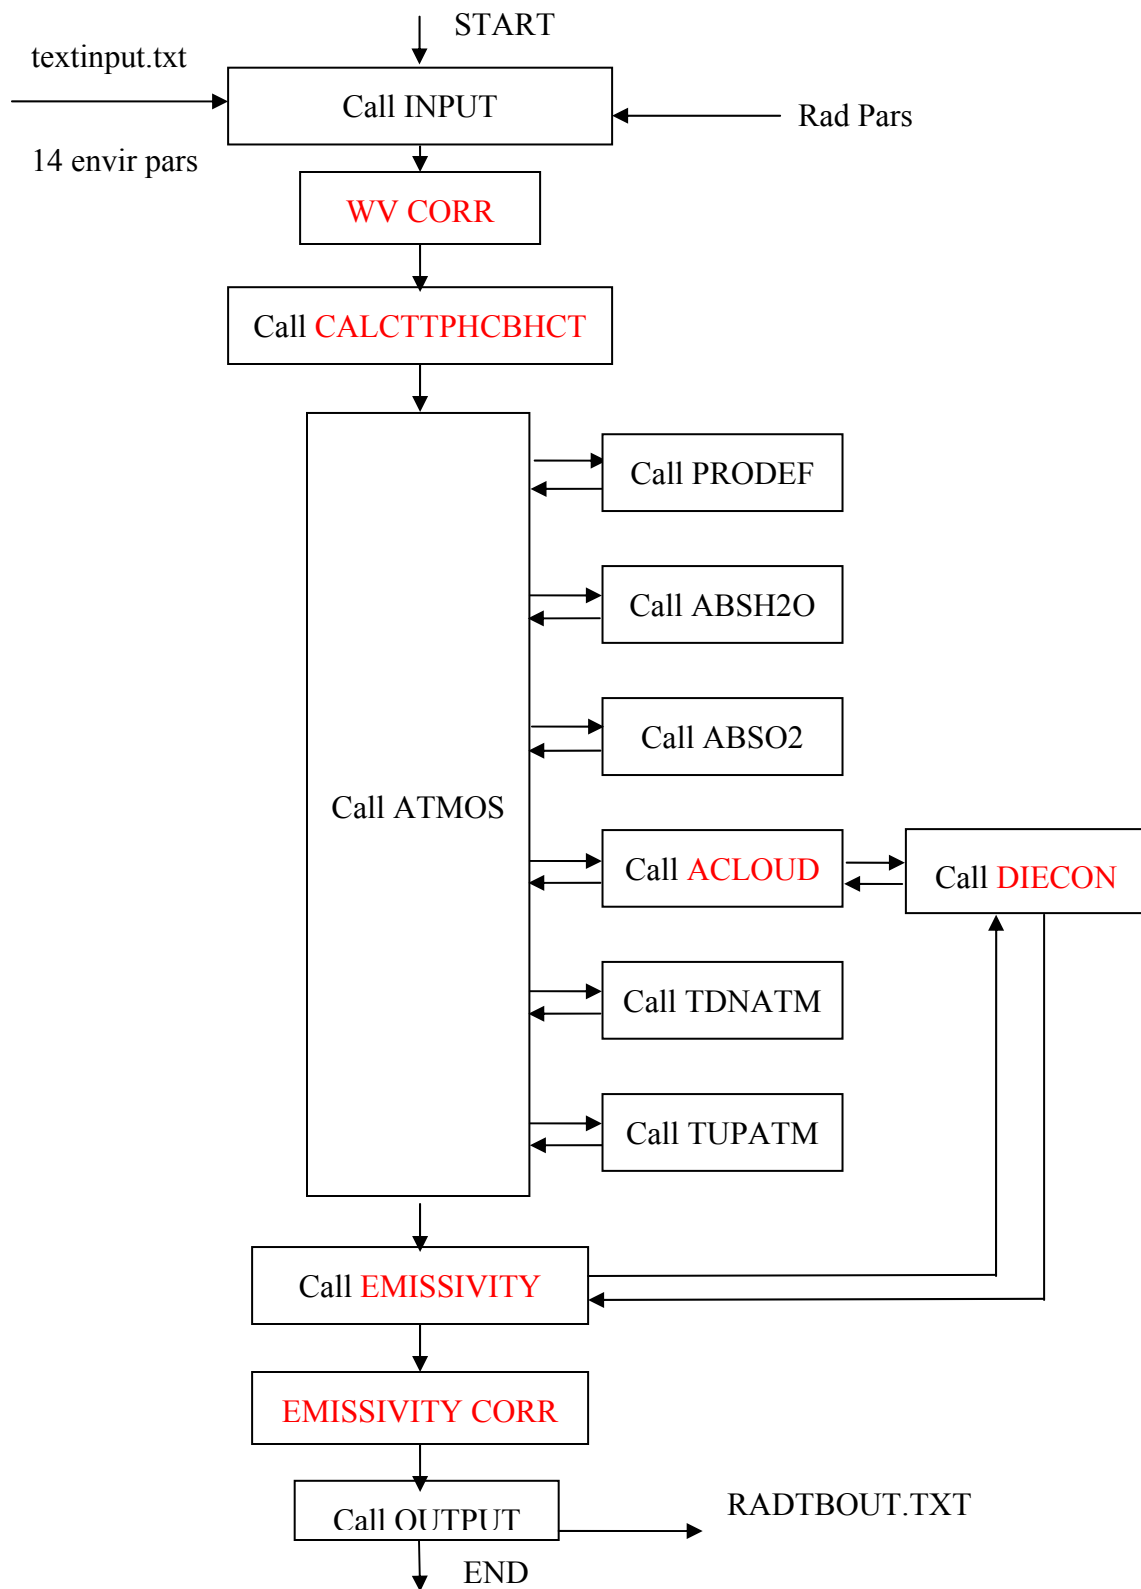 START
textinput.txt
Call INPUT
Rad Pars
14 envir pars
WV CORR
Call CALCTTPHCBHCT
Call PRODEF
Call ABSH2O
Call ABSO2
Call ATMOS
Call ACLOUD
Call DIECON
Call TDNATM
Call TUPATM
Call EMISSIVITY
EMISSIVITY CORR
Call OUTPUT
RADTBOUT.TXT
END